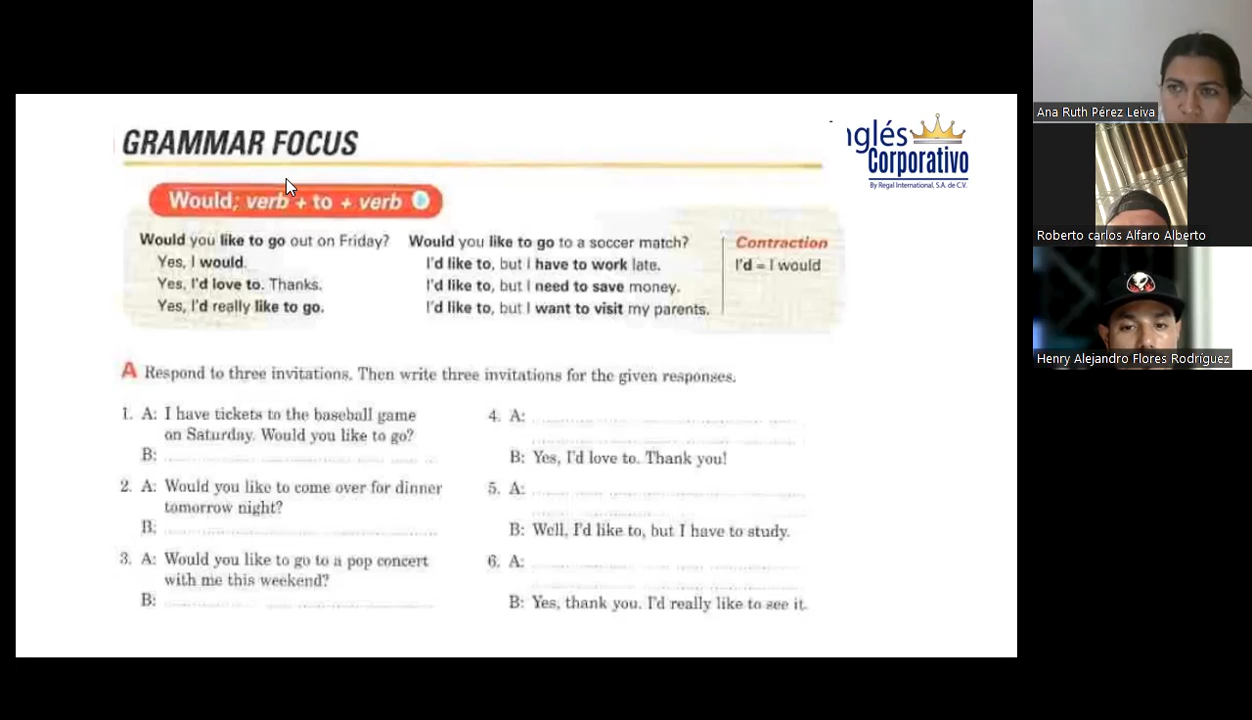 GRAMMAR FOCUS
nglés
Corporativo
By Regal International, S.A. de C.V.
Would; verb + to + verb
Would you like to go out on Friday?
Yes, I would.
Yes, I'd love to. Thanks.
Yes, I'd really like to go.
Would you like to go to a soccer match?
I'd like to, but I have to work late.
I'd like to, but I need to save money.
I'd like to, but I want to visit my parents.
Contraction
I'd = I would
A Respond to three invitations. Then write three invitations for the given responses.
1. A: I have tickets to the baseball game
on Saturday. Would you like to go?
B:
2. A: Would you like to come over for dinner
tomorrow night?
B:
3. A: Would you like to go to a pop concert
with me this weekend?
B:
4. A:
B: Yes, I'd love to. Thank you!
5. A:
B: Well, I'd like to, but I have to study.
6. A:
B: Yes, thank you. I'd really like to see it.
Ana Ruth Pérez Leiva
Roberto carlos Alfaro Alberto
Henry Alejandro Flores Rodríguez